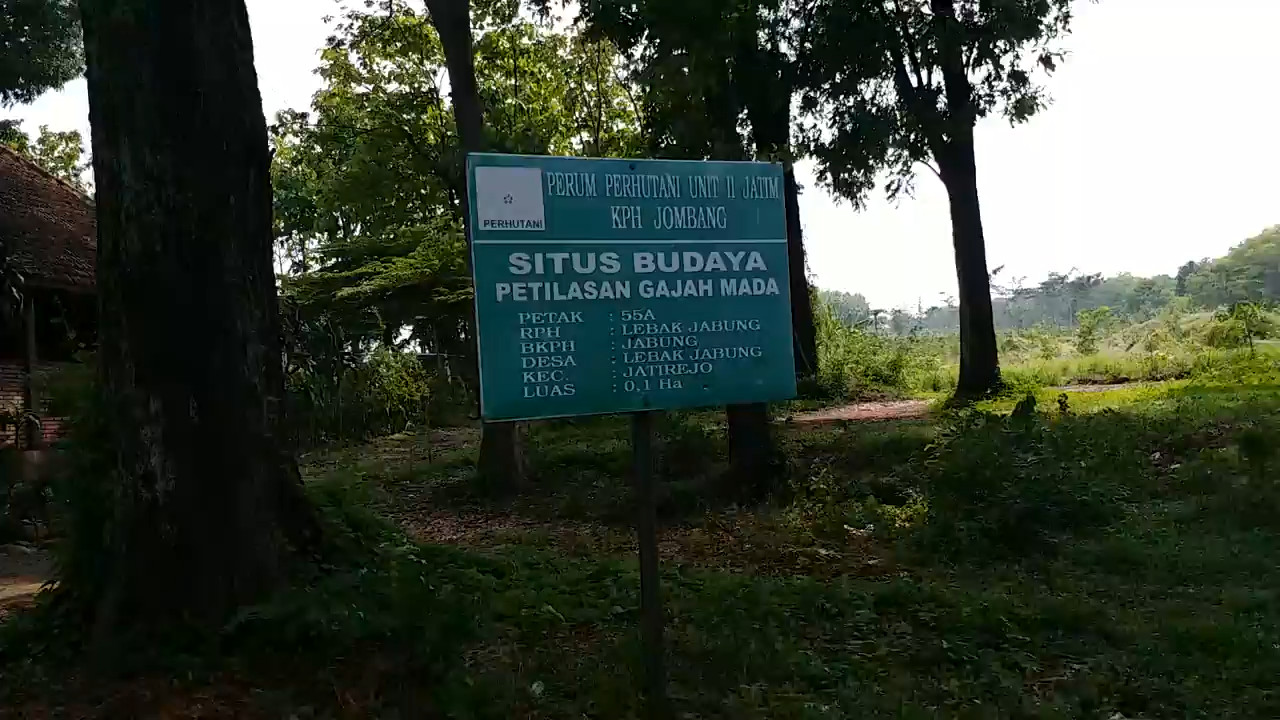 PERUM PERHUTANI UNIT II JATIM
KPH JOMBANG
PERHUTANI
SITUS BUDAYA
PETILASAN GAJAH MADA
PETAK : 55A
RPH : LEBAK JABUNG
BKPH : JABUNG
DESA : LEBAK JABUNG
KEC. : JATIREJO
LUAS : 0,1 Ha